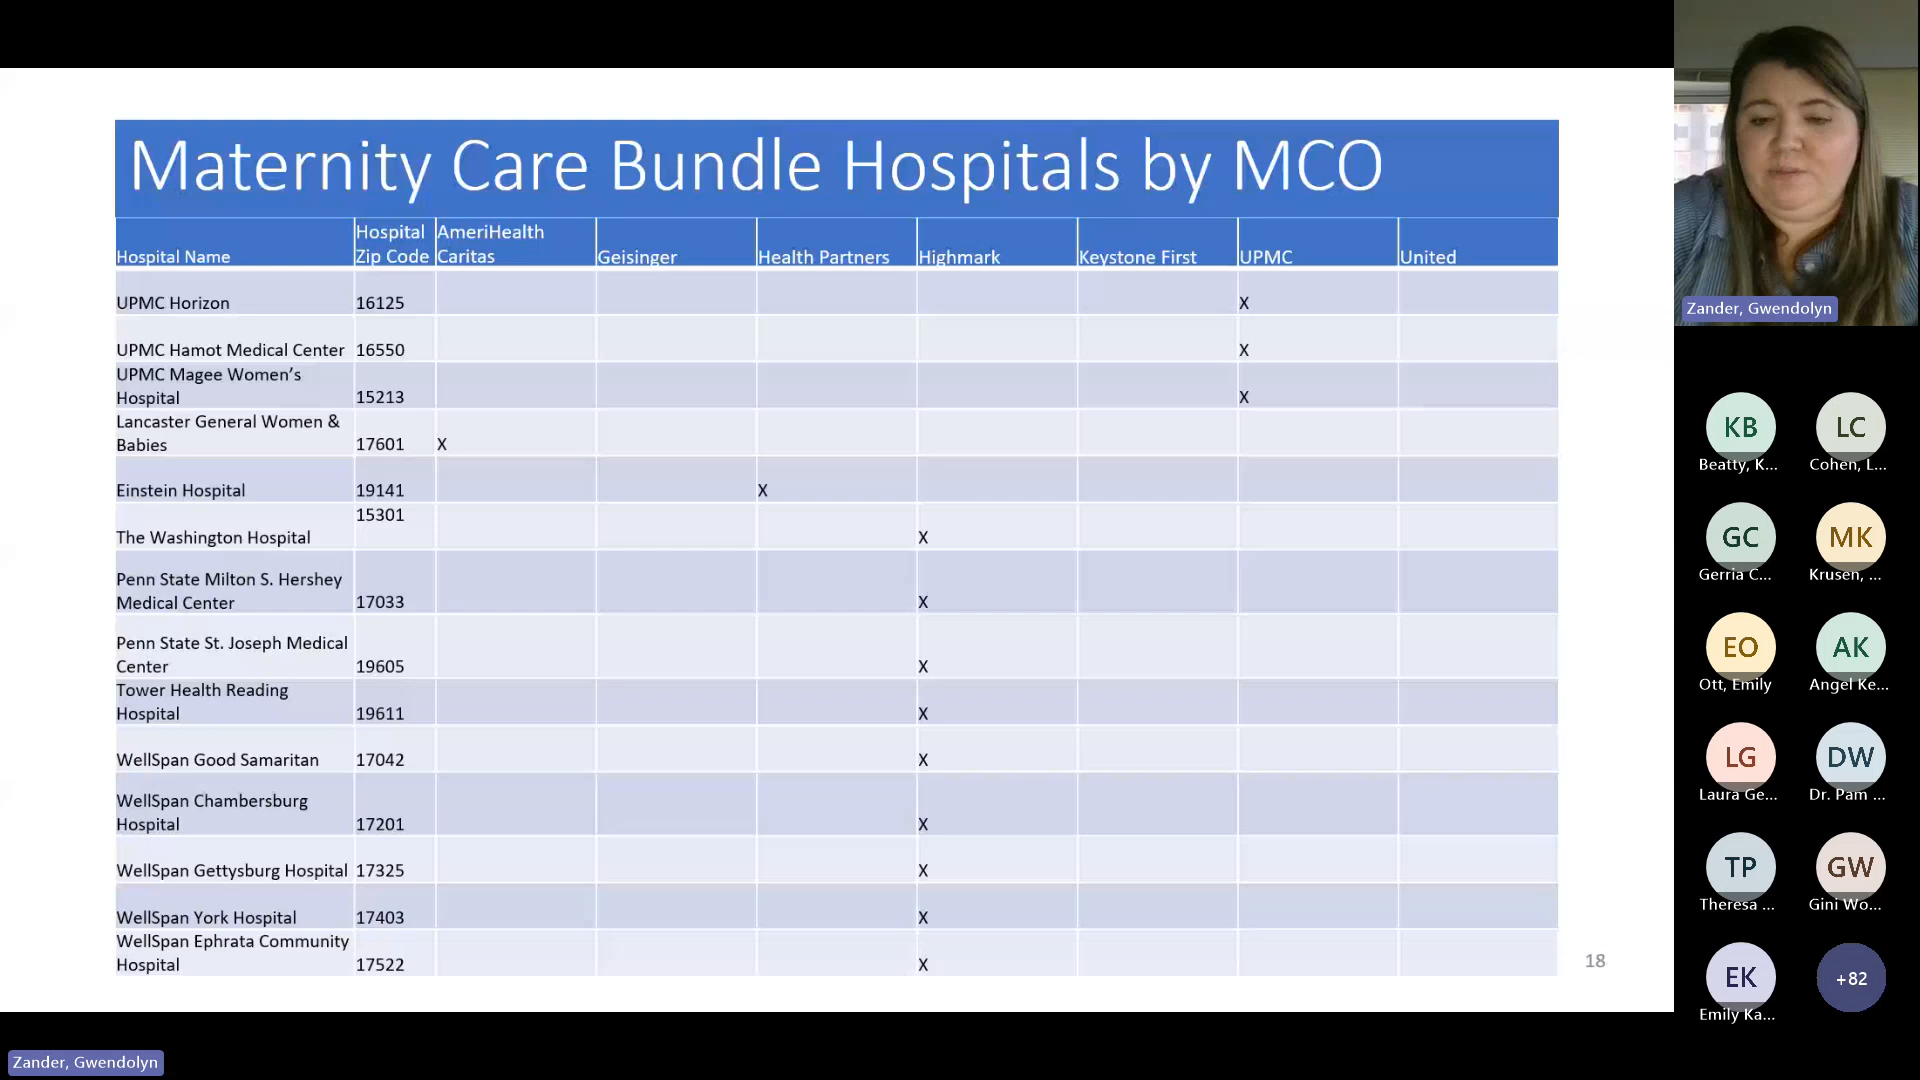 Maternity Care Bundle Hospitals by MCO
Hospital Name
Hospital
Zip Code
AmeriHealth
Caritas
Geisinger
Health Partners
Highmark
Keystone First
UPMC
United
UPMC Horizon 16125 X
UPMC Hamot Medical Center 16550 X
UPMC Magee Women’s
Hospital 15213 X
Lancaster General Women &
Babies 17601 X
Einstein Hospital 19141 X
15301
The Washington Hospital X
Penn State Milton S. Hershey
Medical Center 17033 X
Penn State St. Joseph Medical
Center 19605 X
Tower Health Reading
Hospital 19611 X
WellSpan Good Samaritan 17042 X
WellSpan Chambersburg
Hospital 17201 X
WellSpan Gettysburg Hospital 17325 X
WellSpan York Hospital 17403 X
WellSpan Ephrata Community
Hospital 17522 X
18
Zander, Gwendolyn
KB
Beatty, K...
LC
Cohen, L...
GC
Gerria C...
MK
Krusen, ...
EO
Ott, Emily
AK
Angel Ke...
LG
Laura Ge...
DW
Dr. Pam ...
TP
Theresa ...
GW
Gini Wo...
EK
Emily Ka...
+82
Zander, Gwendolyn